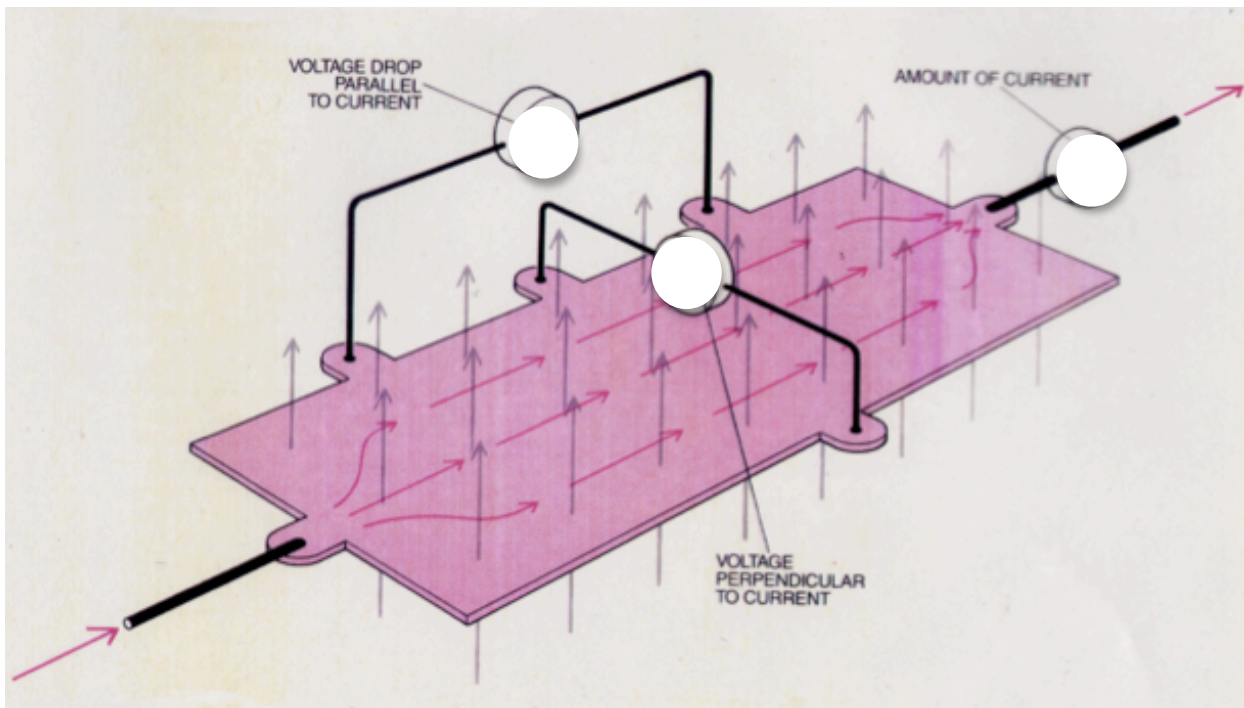 VOLTAGE DROP
PARALLEL
TO CURRENT
AMOUNT OF CURRENT
VOLTAGE
PERPENDICULAR
TO CURRENT